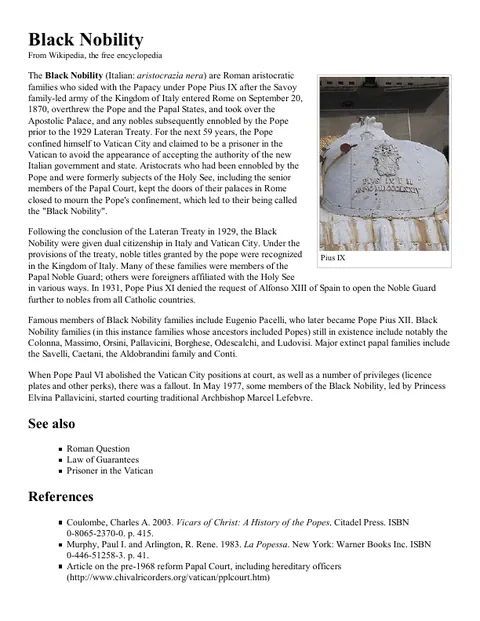 Black Nobility
From Wikipedia, the free encyclopedia
The Black Nobility (Italian: aristocrazia nera) are Roman aristocratic
families who sided with the Papacy under Pope Pius IX after the Savoy
family-led army of the Kingdom of Italy entered Rome on September 20,
1870, overthrew the Pope and the Papal States, and took over the
Apostolic Palace, and any nobles subsequently ennobled by the Pope
prior to the 1929 Lateran Treaty. For the next 59 years, the Pope
confined himself to Vatican City and claimed to be a prisoner in the
Vatican to avoid the appearance of accepting the authority of the new
Italian government and state. Aristocrats who had been ennobled by the
Pope and were formerly subjects of the Holy See, including the senior
members of the Papal Court, kept the doors of their palaces in Rome
closed to mourn the Pope's confinement, which led to their being called
the "Black Nobility".
Pius IX
Following the conclusion of the Lateran Treaty in 1929, the Black
Nobility were given dual citizenship in Italy and Vatican City. Under the
provisions of the treaty, noble titles granted by the pope were recognized
in the Kingdom of Italy. Many of these families were members of the
Papal Noble Guard; others were foreigners affiliated with the Holy See
in various ways. In 1931, Pope Pius XI denied the request of Alfonso XIII of Spain to open the Noble Guard
further to nobles from all Catholic countries.
Famous members of Black Nobility families include Eugenio Pacelli, who later became Pope Pius XII. Black
Nobility families (in this instance families whose ancestors included Popes) still in existence include notably the
Colonna, Massimo, Orsini, Pallavicini, Borghese, Odescalchi, and Ludovisi. Major extinct papal families include
the Savelli, Caetani, the Aldobrandini family and Conti.
When Pope Paul VI abolished the Vatican City positions at court, as well as a number of privileges (licence
plates and other perks), there was a fallout. In May 1977, some members of the Black Nobility, led by Princess
Elvina Pallavicini, started courting traditional Archbishop Marcel Lefebvre.
See also
Roman Question
Law of Guarantees
Prisoner in the Vatican
References
Coulombe, Charles A. 2003. Vicars of Christ: A History of the Popes. Citadel Press. ISBN
0-8065-2370-0. p. 415.
Murphy, Paul I. and Arlington, R. Rene. 1983. La Popessa. New York: Warner Books Inc. ISBN
0-446-51258-3. p. 41.
Article on the pre-1968 reform Papal Court, including hereditary officers
(http://www.chivalricorders.org/vatican/pplcourt.htm)